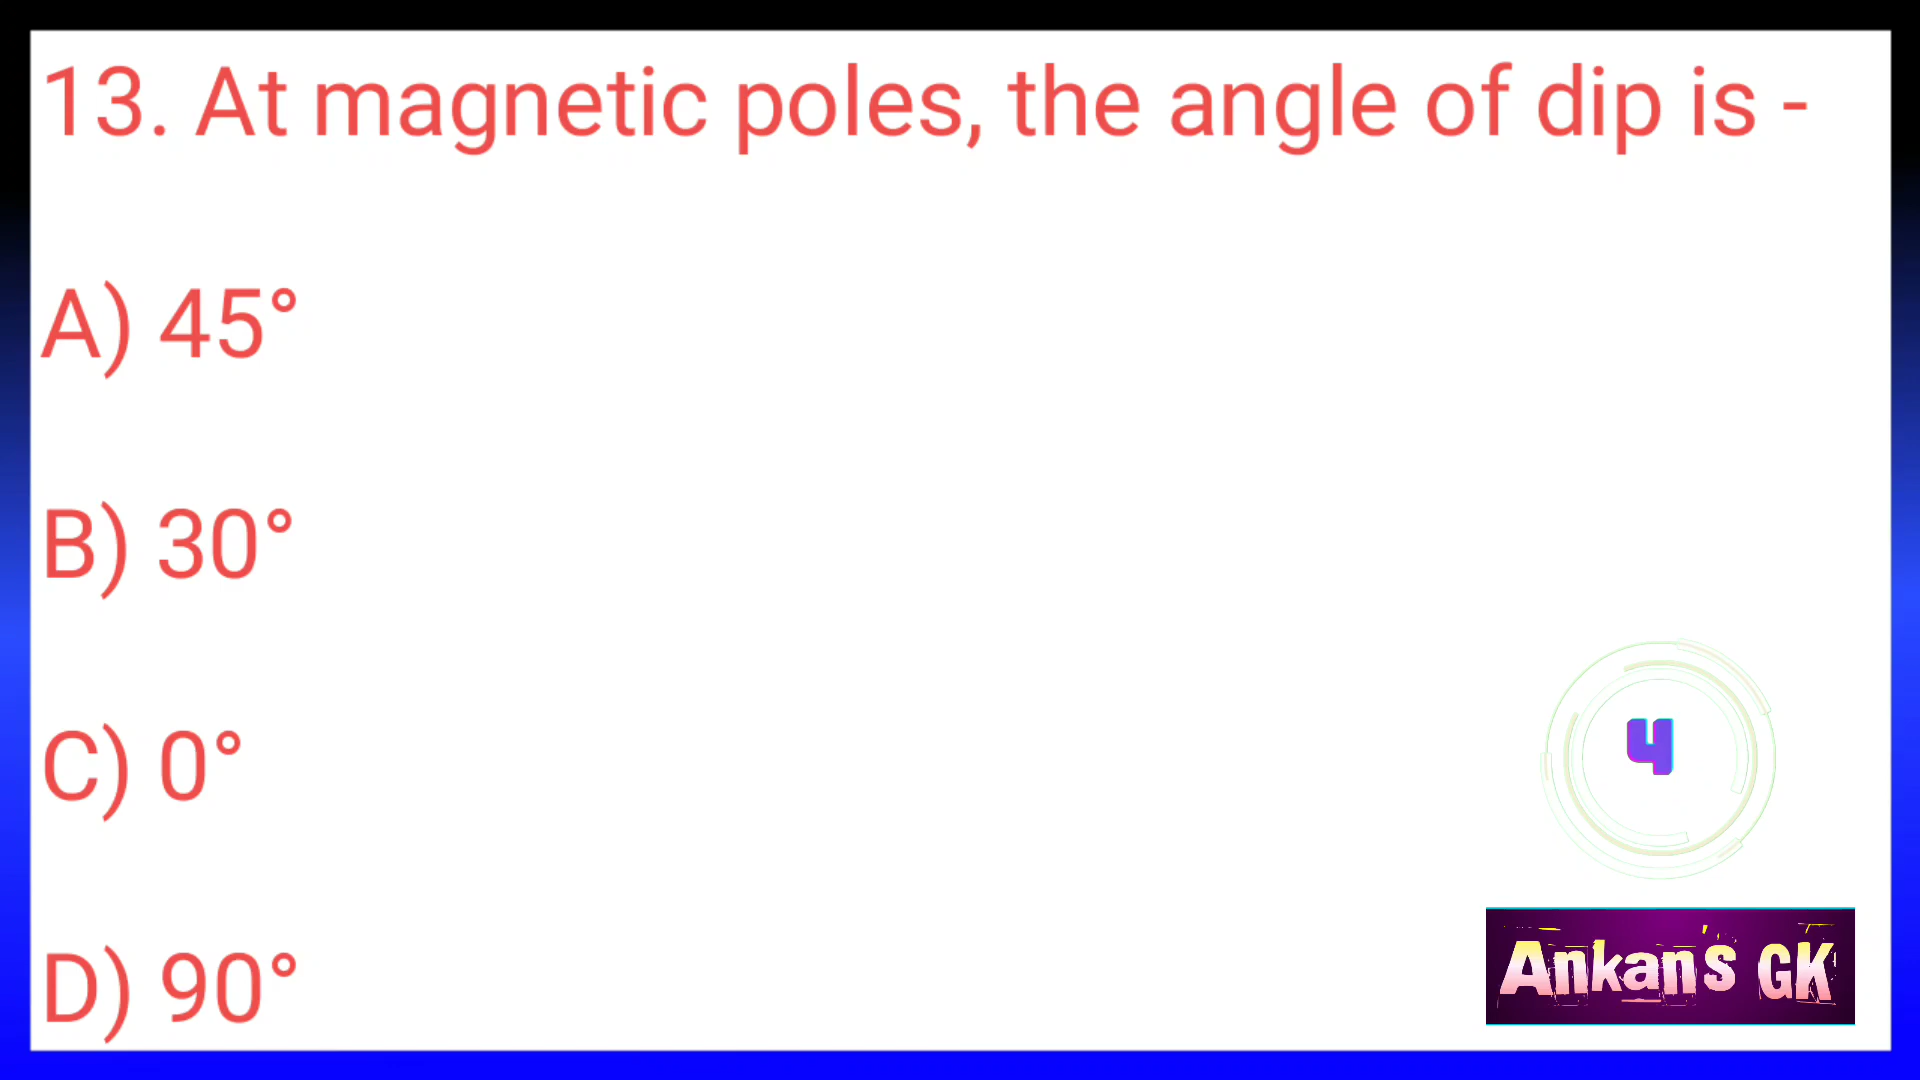 13. At magnetic poles, the angle of dip is -
A) 45°
B) 30°
C) 0°
4
Ankan's GK
D) 90°